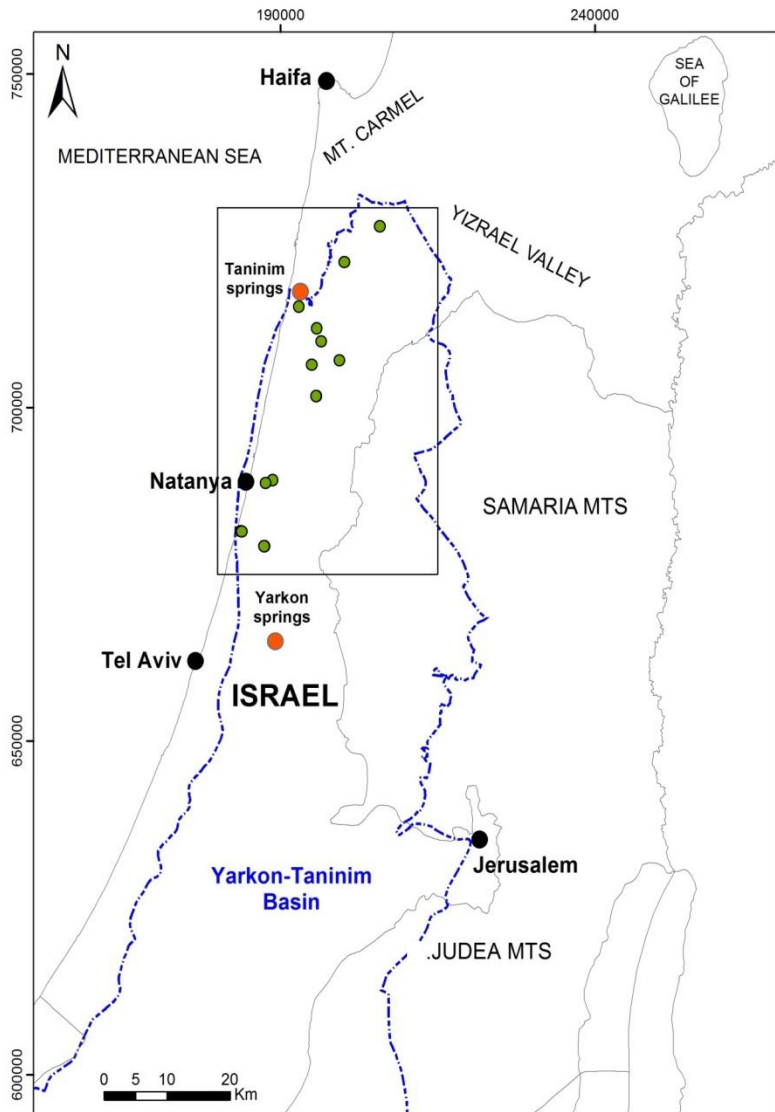 190000
240000
750000
700000
650000
600000
N
Haifa
SEA
OF
GALILEE
MT. CARMEL
MEDITERRANEAN SEA
YIZRAEL VALLEY
Taninim
springs
Natanya
SAMARIA MTS
Yarkon
springs
Tel Aviv
ISRAEL
Yarkon-Taninim
Basin
Jerusalem
.JUDEA MTS
0 5 10 20
Km